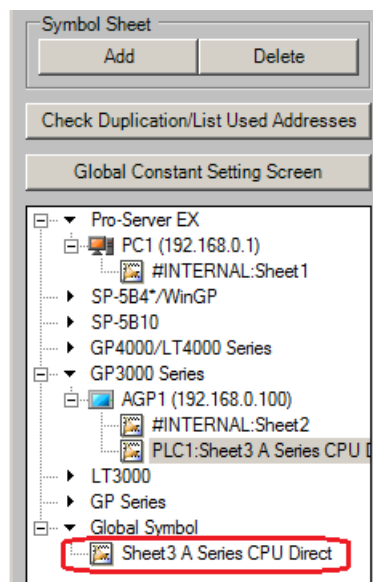 Symbol Sheet
Add Delete
Check Duplication/List Used Addresses
Global Constant Setting Screen
Pro-Server EX
PC1 (192.168.0.1)
#INTERNAL:Sheet1
SP-5B4*/WinGP
SP-5B10
GP4000/LT4000 Series
GP3000 Series
AGP1 (192.168.0.100)
#INTERNAL:Sheet2
PLC1:Sheet3 A Series CPU
LT3000
GP Series
Global Symbol
Sheet3 A Series CPU Direct